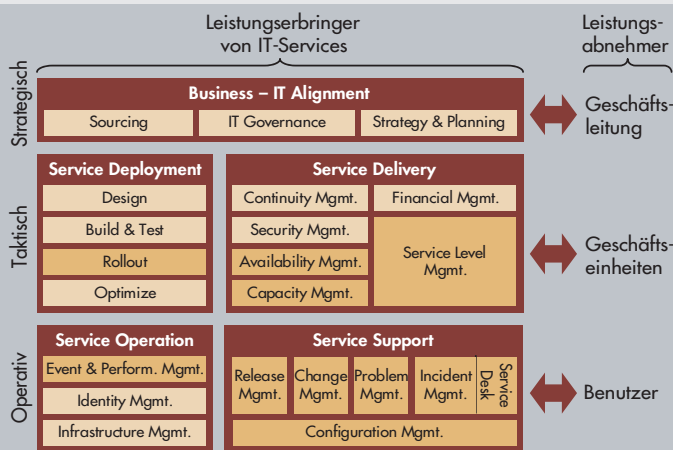 Leistungserbringer
von IT-Services
Leistungs-
abnehmer
Strategisch
Business – IT Alignment
Sourcing
IT Governance
Strategy & Planning
Geschäfts-
leitung
Taktisch
Service Deployment
Design
Build & Test
Rollout
Optimize
Service Delivery
Continuity Mgmt.
Financial Mgmt.
Security Mgmt.
Availability Mgmt.
Capacity Mgmt.
Service Level
Mgmt.
Geschäfts-
einheiten
Operativ
Service Operation
Event & Perform. Mgmt.
Identity Mgmt.
Infrastructure Mgmt.
Service Support
Release
Mgmt.
Change
Mgmt.
Problem
Mgmt.
Incident
Mgmt.
Service
Desk
Configuration Mgmt.
Benutzer